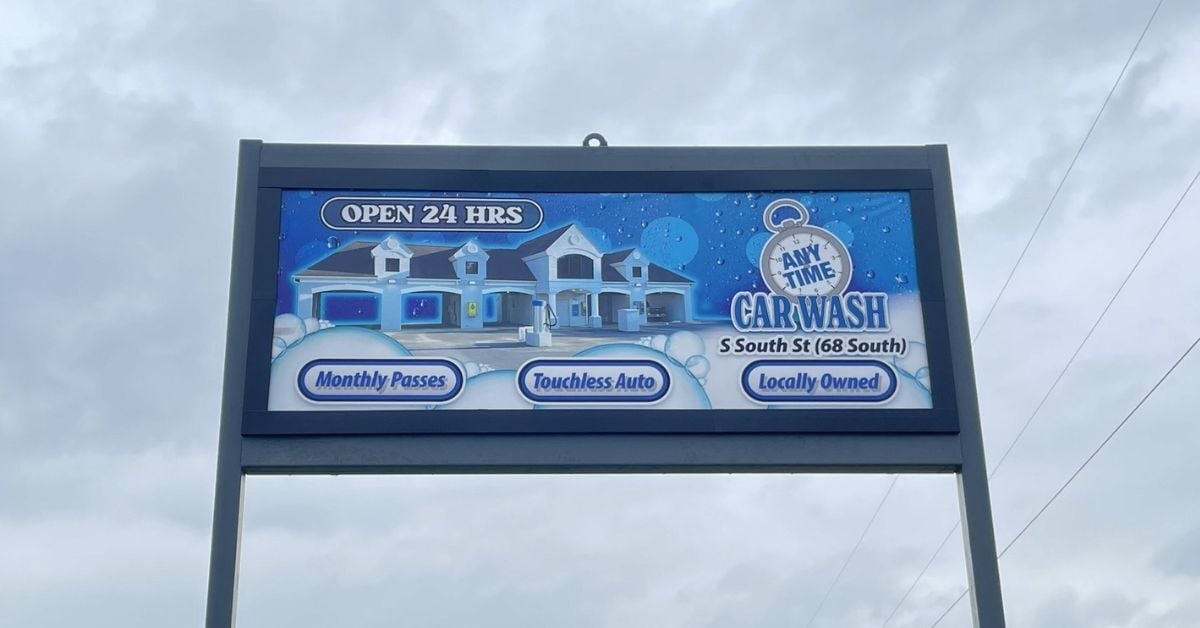 OPEN 24 HRS
ANY
TIME
CAR WASH
S South St (68 South)
Monthly Passes
Touchless Auto
Locally Owned